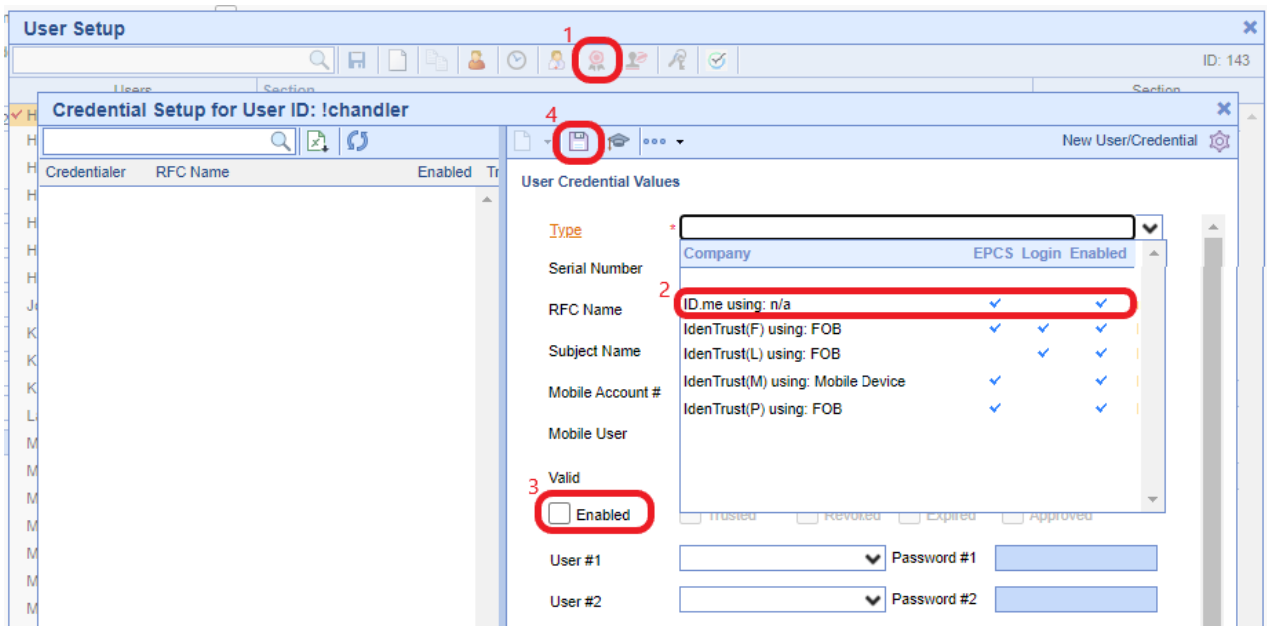 User Setup
1
ID: 143
Users Section Section
Credential Setup for User ID: !chandler
4
New User/Credential
Credentialer RFC Name Enabled Tr
User Credential Values
Type *
Company EPCS Login Enabled
Serial Number
2
ID.me using: n/a
RFC Name
IdenTrust(F) using: FOB
Subject Name
IdenTrust(L) using: FOB
Mobile Account #
IdenTrust(M) using: Mobile Device
IdenTrust(P) using: FOB
Mobile User
Valid
3
Enabled Trusted Revoked Expired Approved
User #1 Password #1
User #2 Password #2